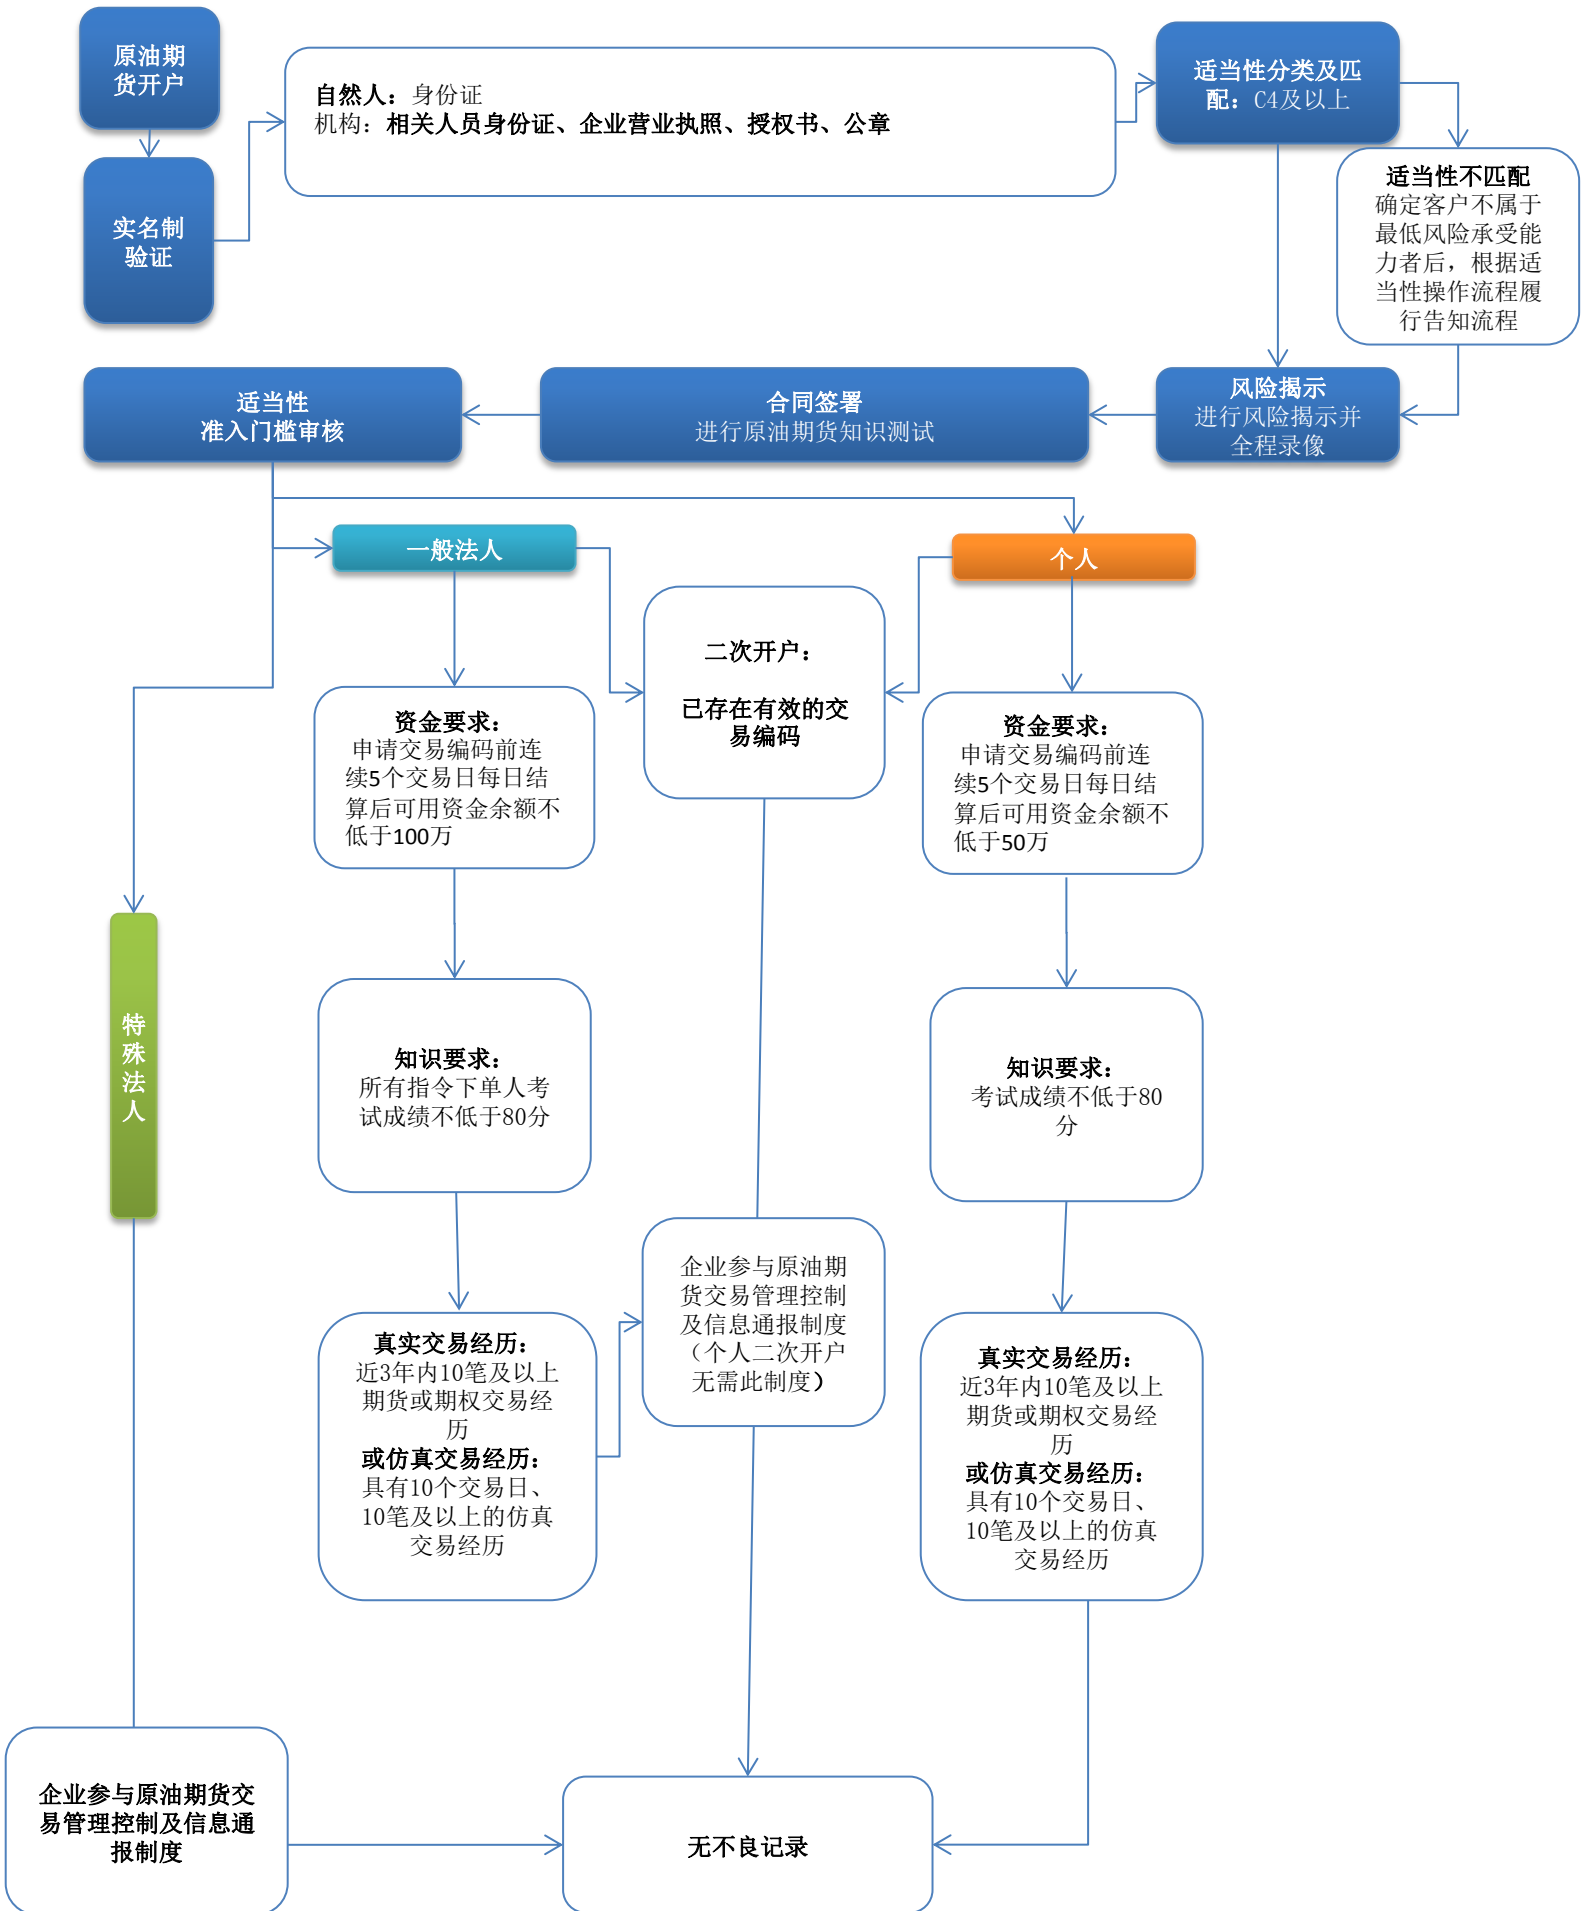 原油期
货开户
自然人：身份证
机构：相关人员身份证、企业营业执照、授权书、公章
适当性分类及匹
配：C4及以上
实名制
验证
适当性不匹配
确定客户不属于
最低风险承受能
力者后，根据适
当性操作流程履
行告知流程
适当性
准入门槛审核
合同签署
进行原油期货知识测试
风险揭示
进行风险揭示并
全程录像
一般法人
个人
二次开户：
已存在有效的交
易编码
资金要求：
申请交易编码前连
续5个交易日每日结
算后可用资金余额不
低于100万
资金要求：
申请交易编码前连
续5个交易日每日结
算后可用资金余额不
低于50万
特
殊
法
人
知识要求：
所有指令下单人考
试成绩不低于80分
知识要求：
考试成绩不低于80
分
企业参与原油期
货交易管理控制
及信息通报制度
（个人二次开户
无需此制度）
真实交易经历：
近3年内10笔及以上
期货或期权交易经
历
或仿真交易经历：
具有10个交易日、
10笔及以上的仿真
交易经历
真实交易经历：
近3年内10笔及以上
期货或期权交易经
历
或仿真交易经历：
具有10个交易日、
10笔及以上的仿真
交易经历
企业参与原油期货交
易管理控制及信息通
报制度
无不良记录